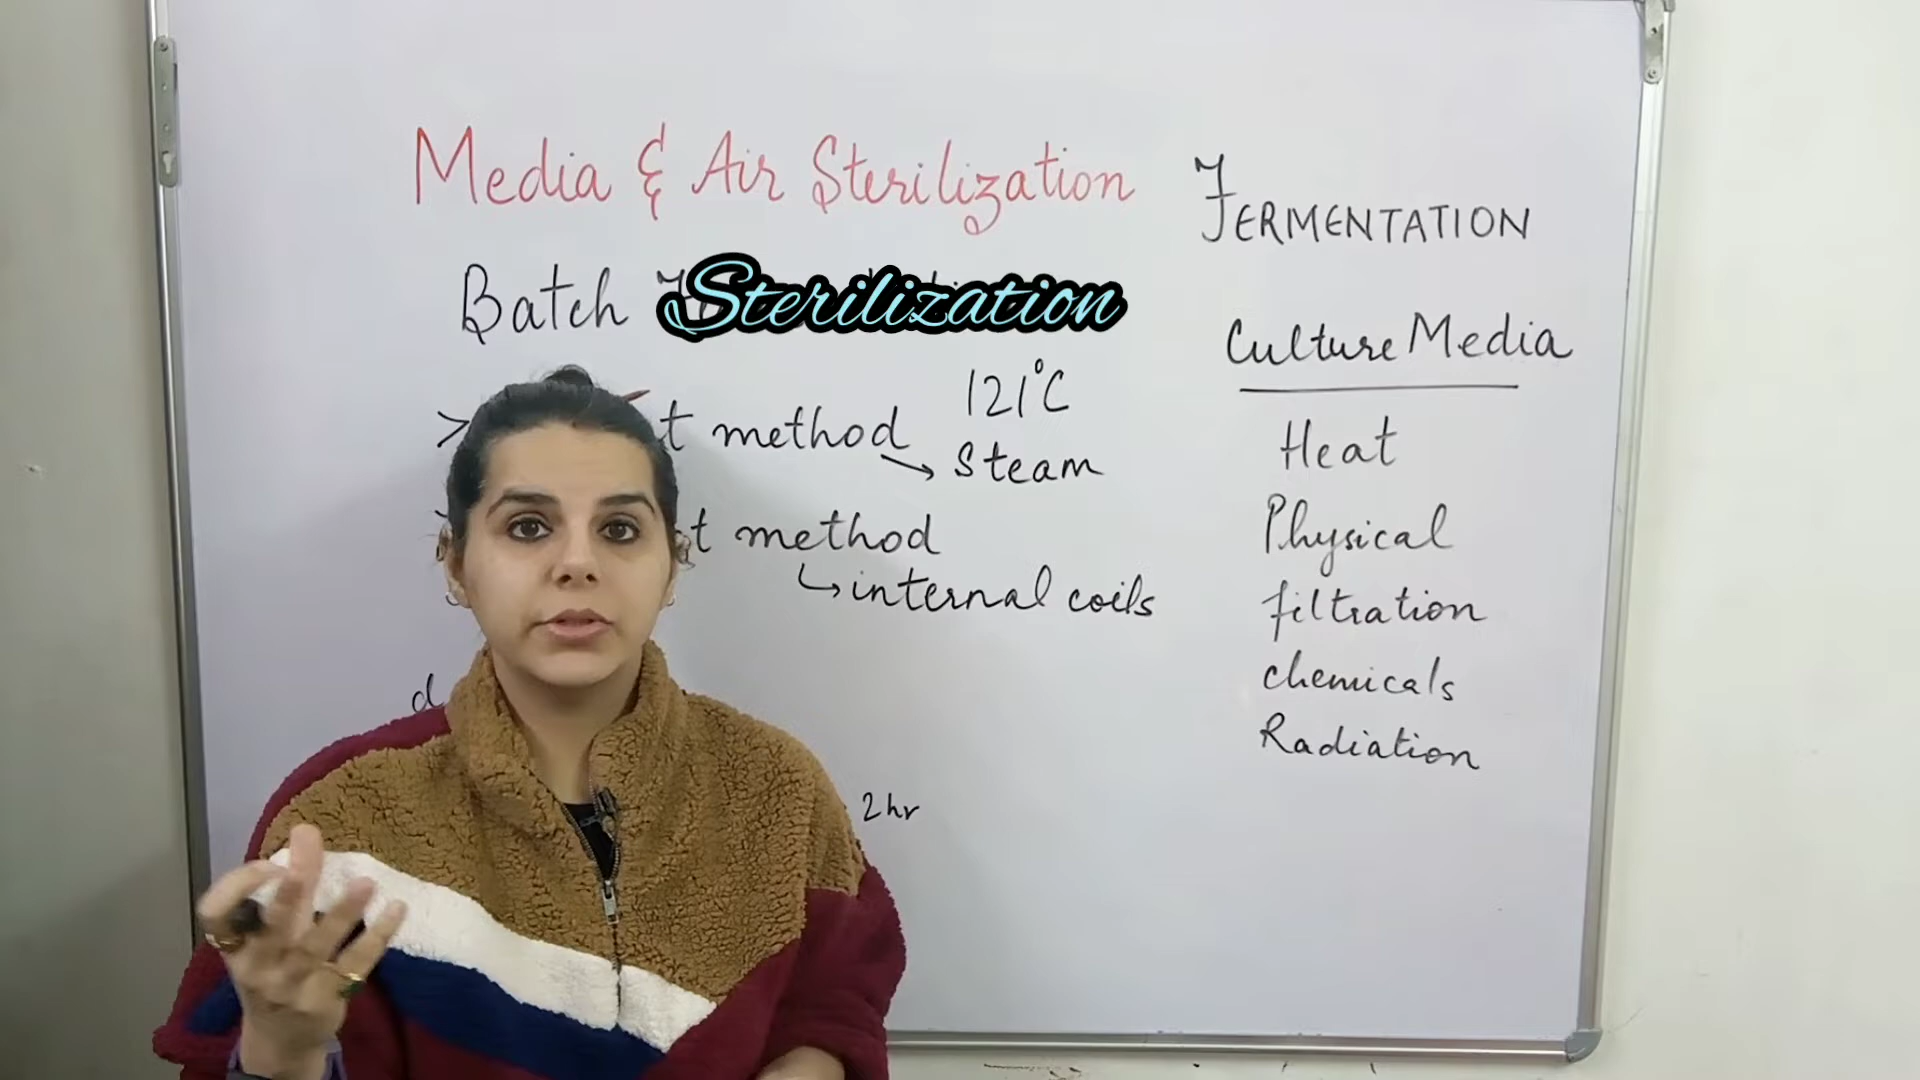 Media & Air Sterilization
FERMENTATION
Batch Sterilization
121°C
> t method → Steam
t method
↳ internal coils
d
2hr
Culture Media
Heat
Physical
filtration
chemicals
Radiation